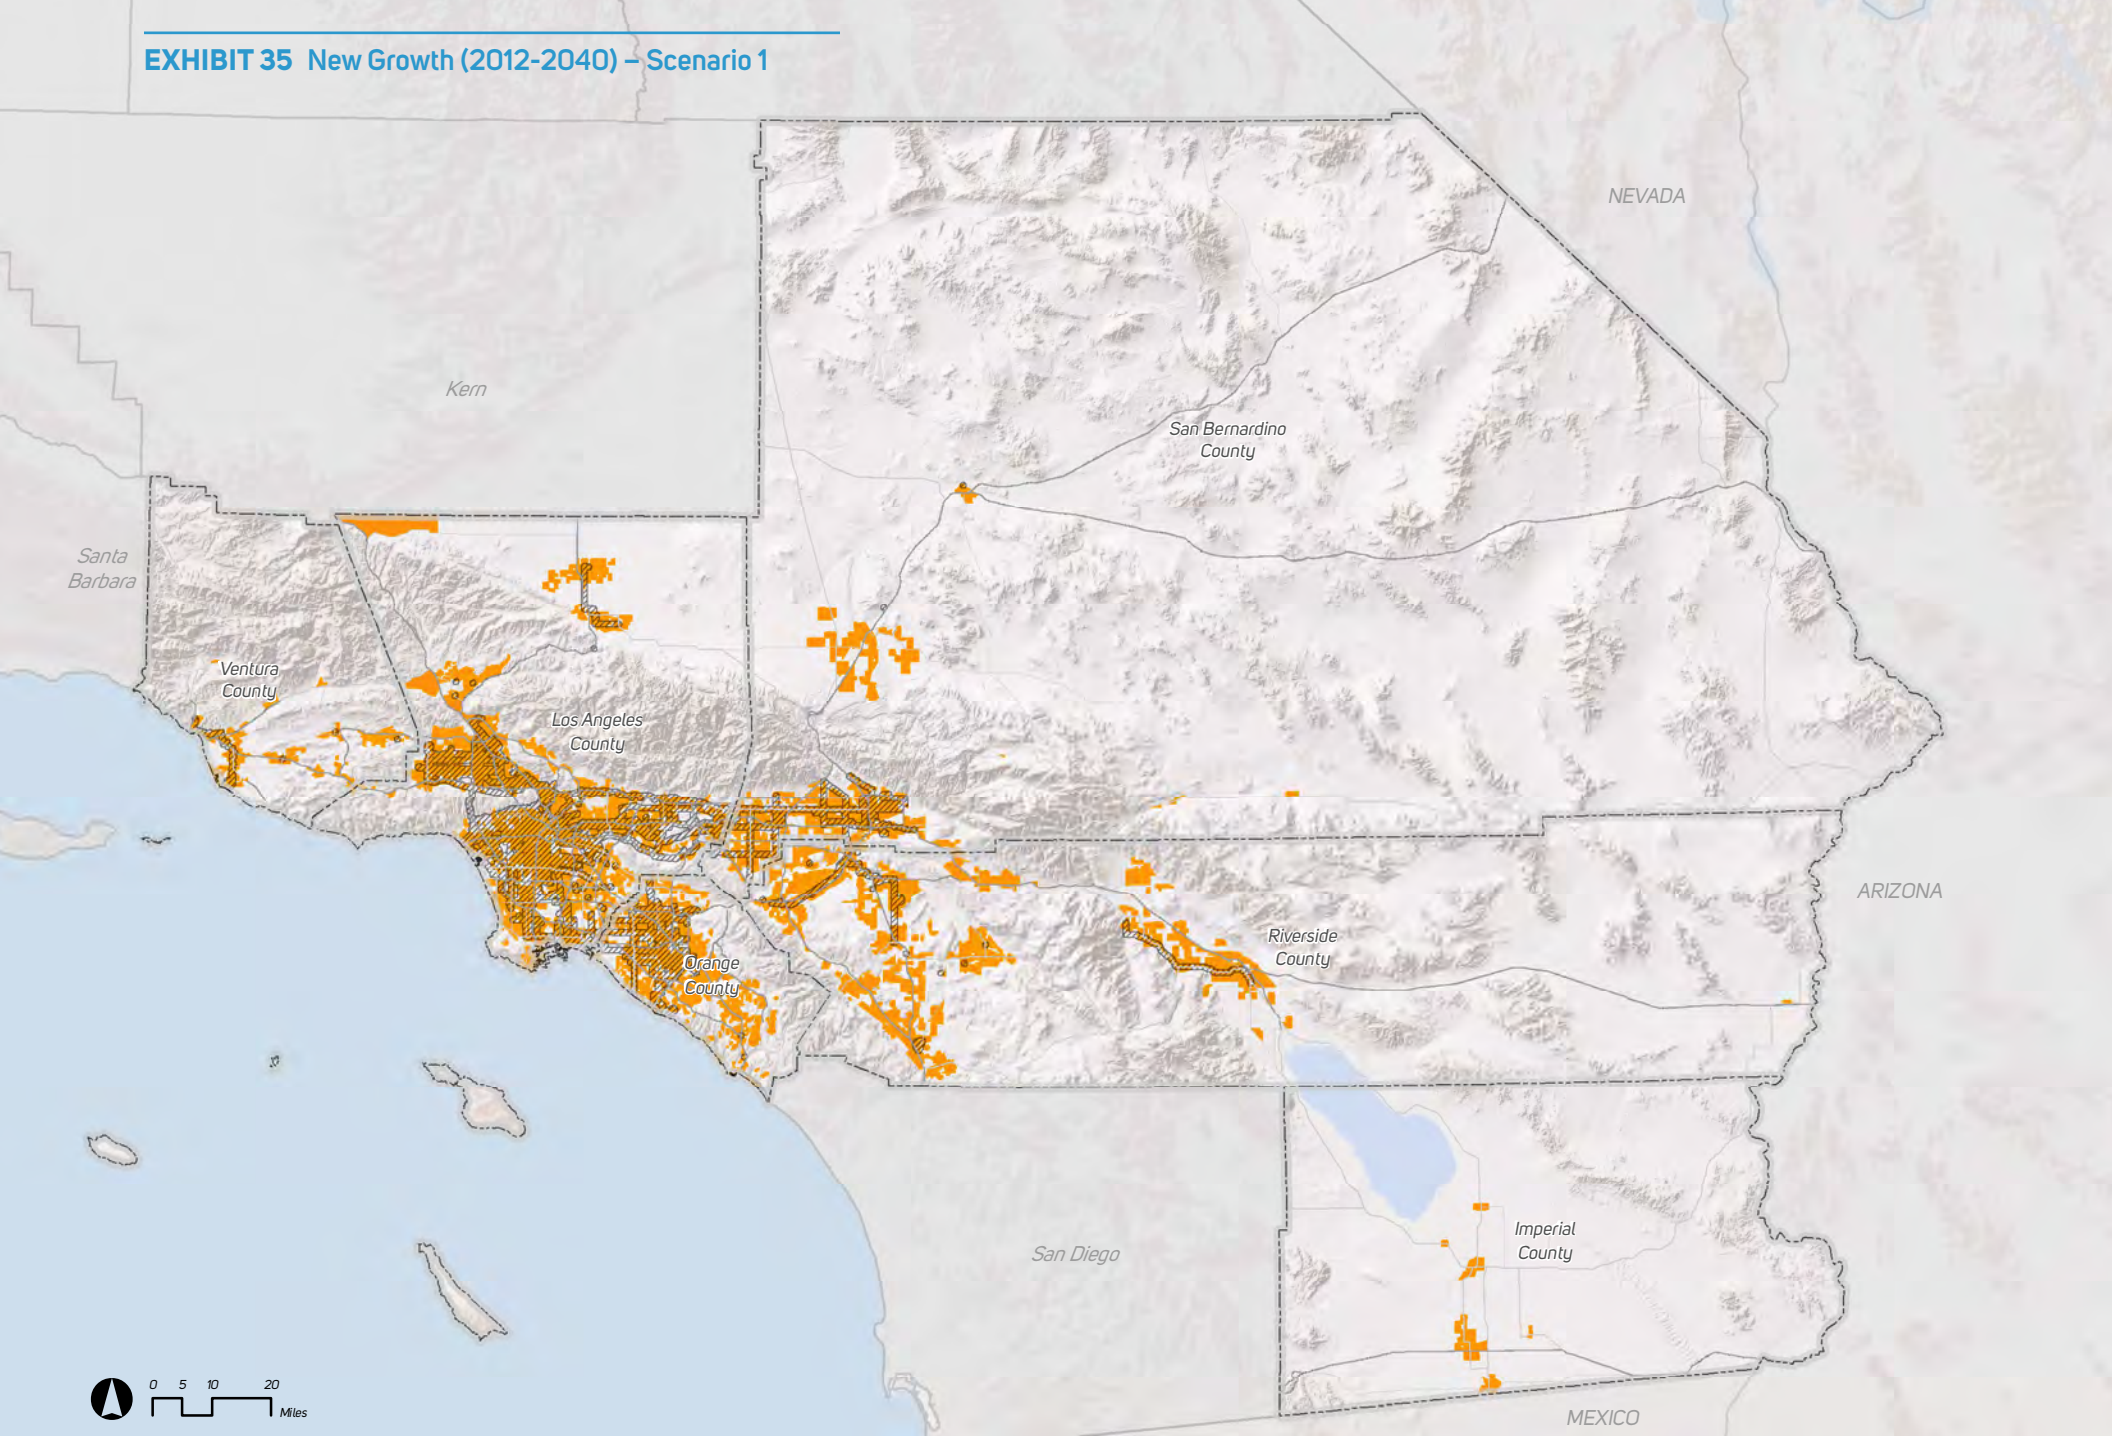 EXHIBIT 35 New Growth (2012-2040) – Scenario 1
NEVADA
Kern
San Bernardino
County
Santa
Barbara
Ventura
County
Los Angeles
County
ARIZONA
Riverside
County
Orange
County
Imperial
County
San Diego
0 5 10 20
Miles
MEXICO